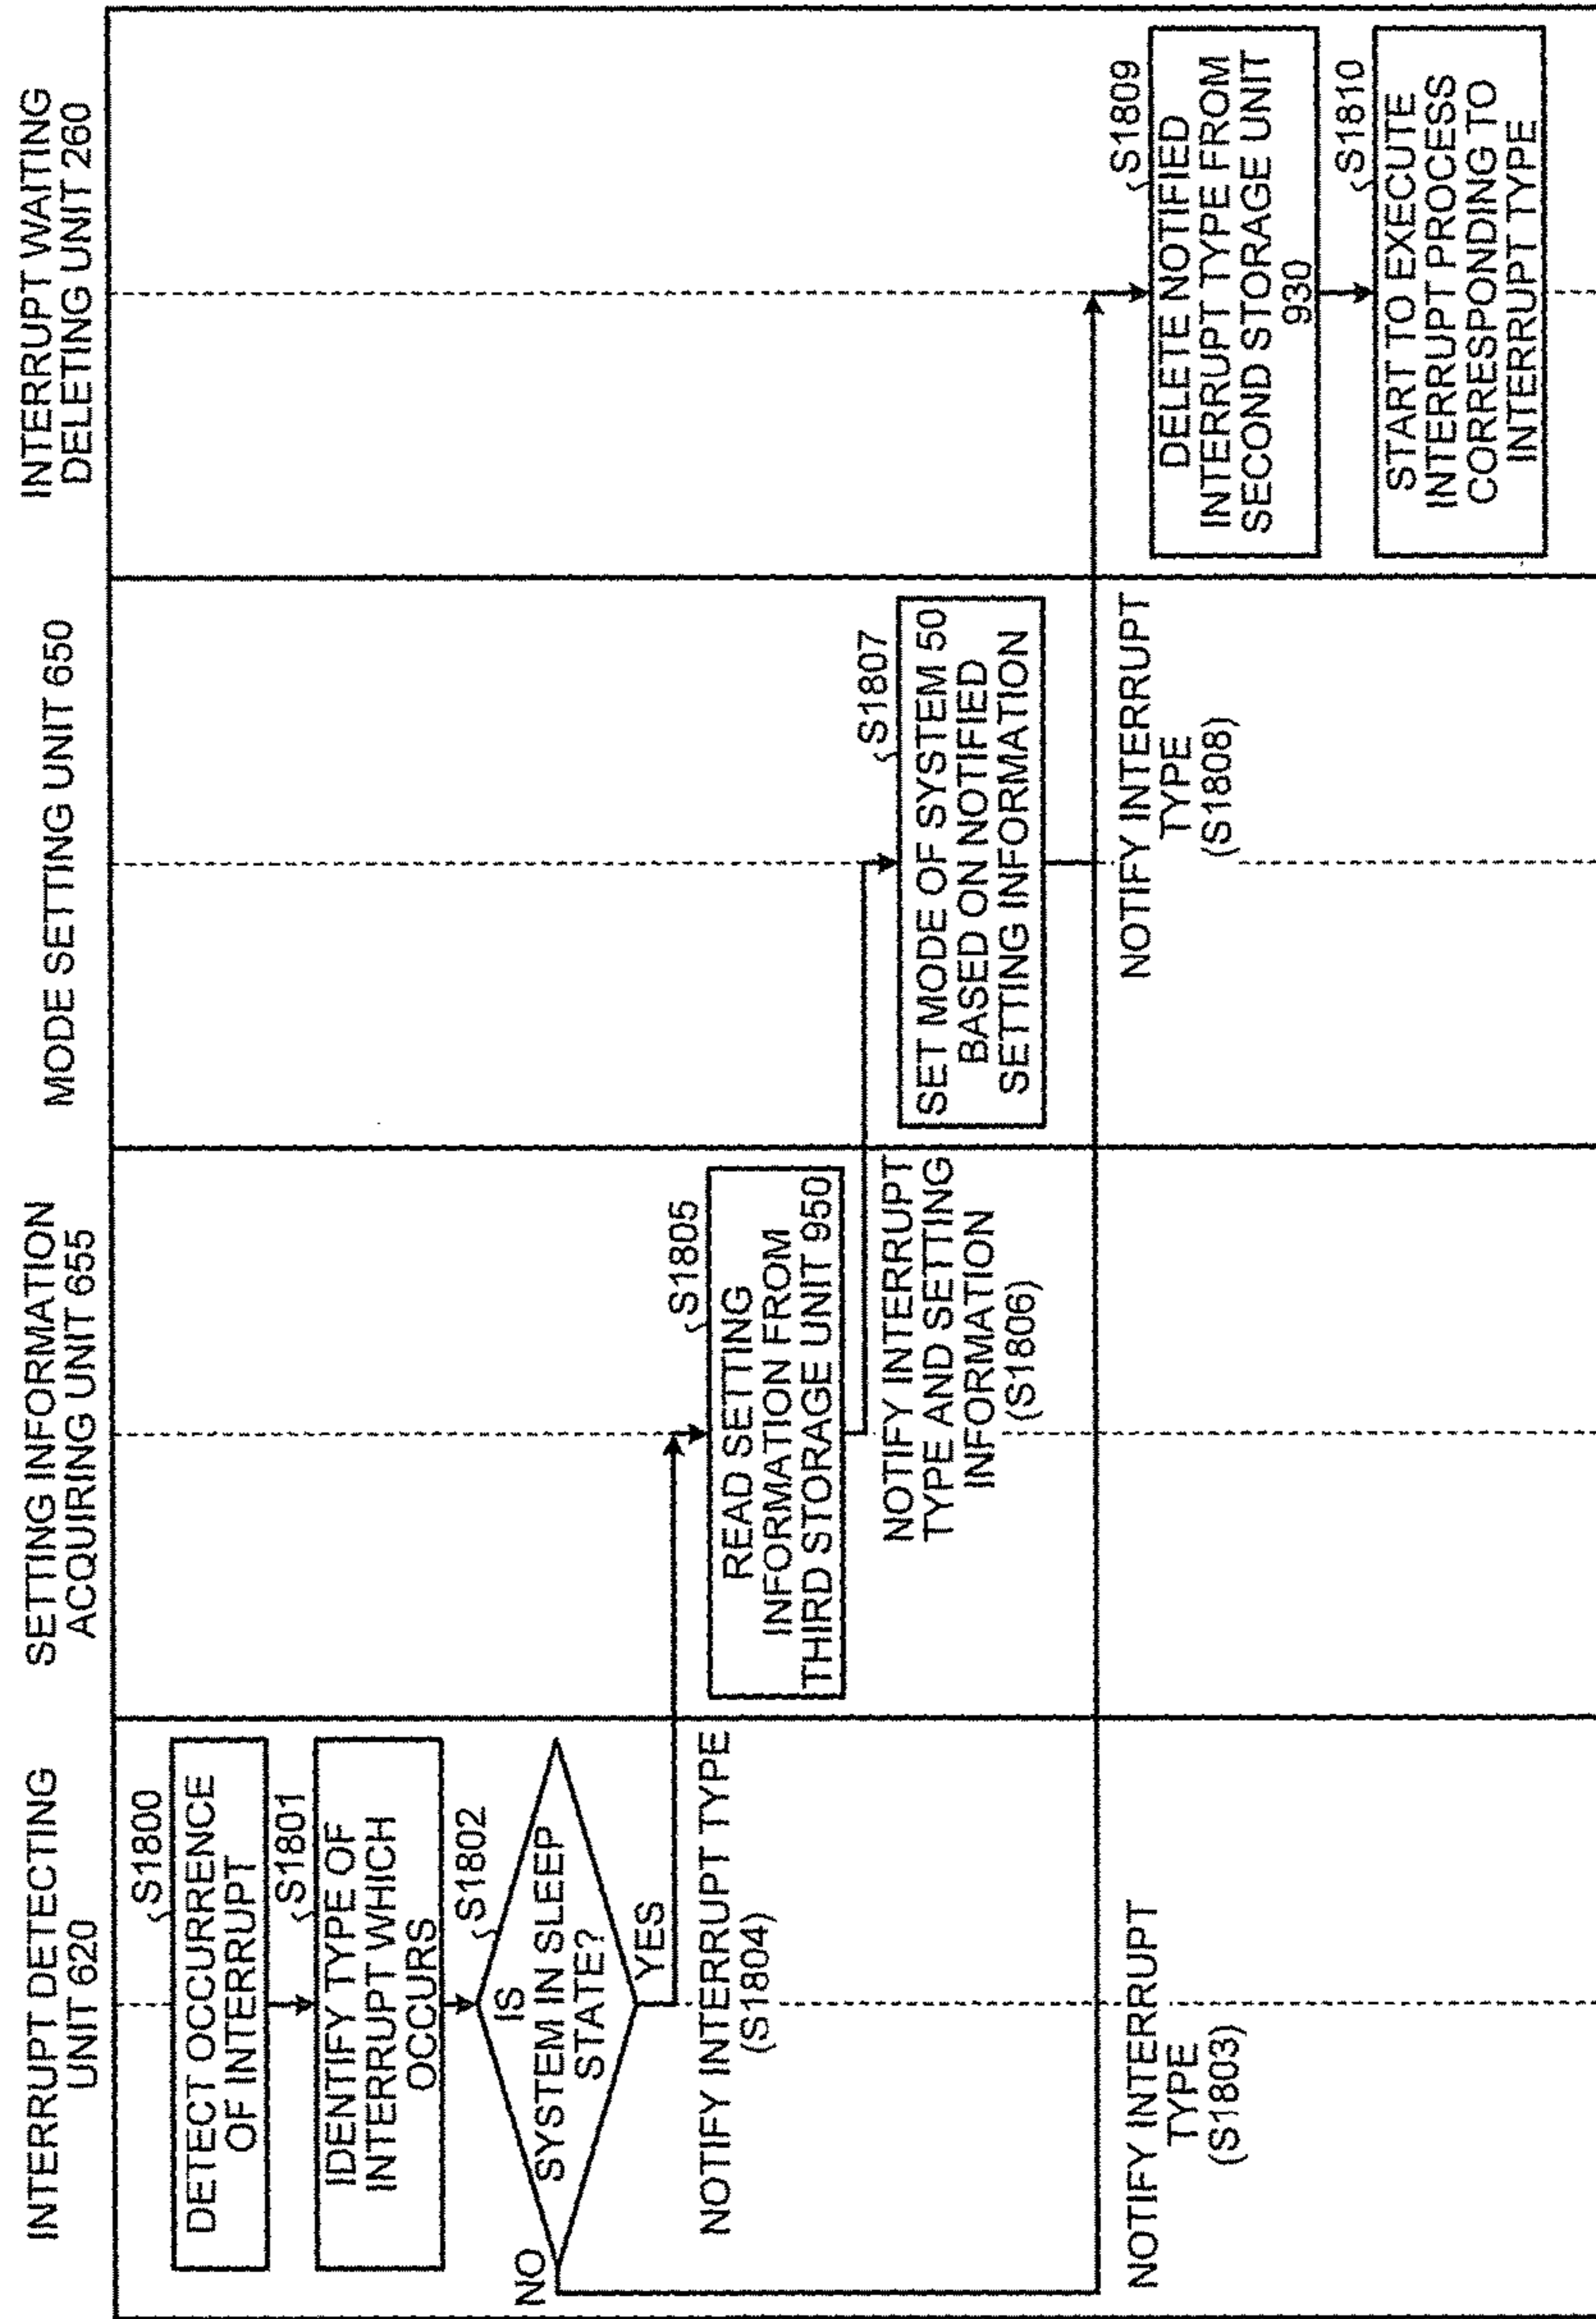 INTERRUPT DETECTING
UNIT 620
SETTING INFORMATION
ACQUIRING UNIT 655
MODE SETTING UNIT 650
INTERRUPT WAITING
DELETING UNIT 260
S1800
DETECT OCCURRENCE
OF INTERRUPT
S1801
IDENTIFY TYPE OF
INTERRUPT WHICH
OCCURS
S1802
IS
SYSTEM IN SLEEP
STATE?
NO
YES
NOTIFY INTERRUPT TYPE
(S1804)
S1805
READ SETTING
INFORMATION FROM
THIRD STORAGE UNIT 950
NOTIFY INTERRUPT
TYPE AND SETTING
INFORMATION
(S1806)
S1807
SET MODE OF SYSTEM 50
BASED ON NOTIFIED
SETTING INFORMATION
NOTIFY INTERRUPT
TYPE
(S1803)
NOTIFY INTERRUPT
TYPE
(S1808)
S1809
DELETE NOTIFIED
INTERRUPT TYPE FROM
SECOND STORAGE UNIT
930
S1810
START TO EXECUTE
INTERRUPT PROCESS
CORRESPONDING TO
INTERRUPT TYPE